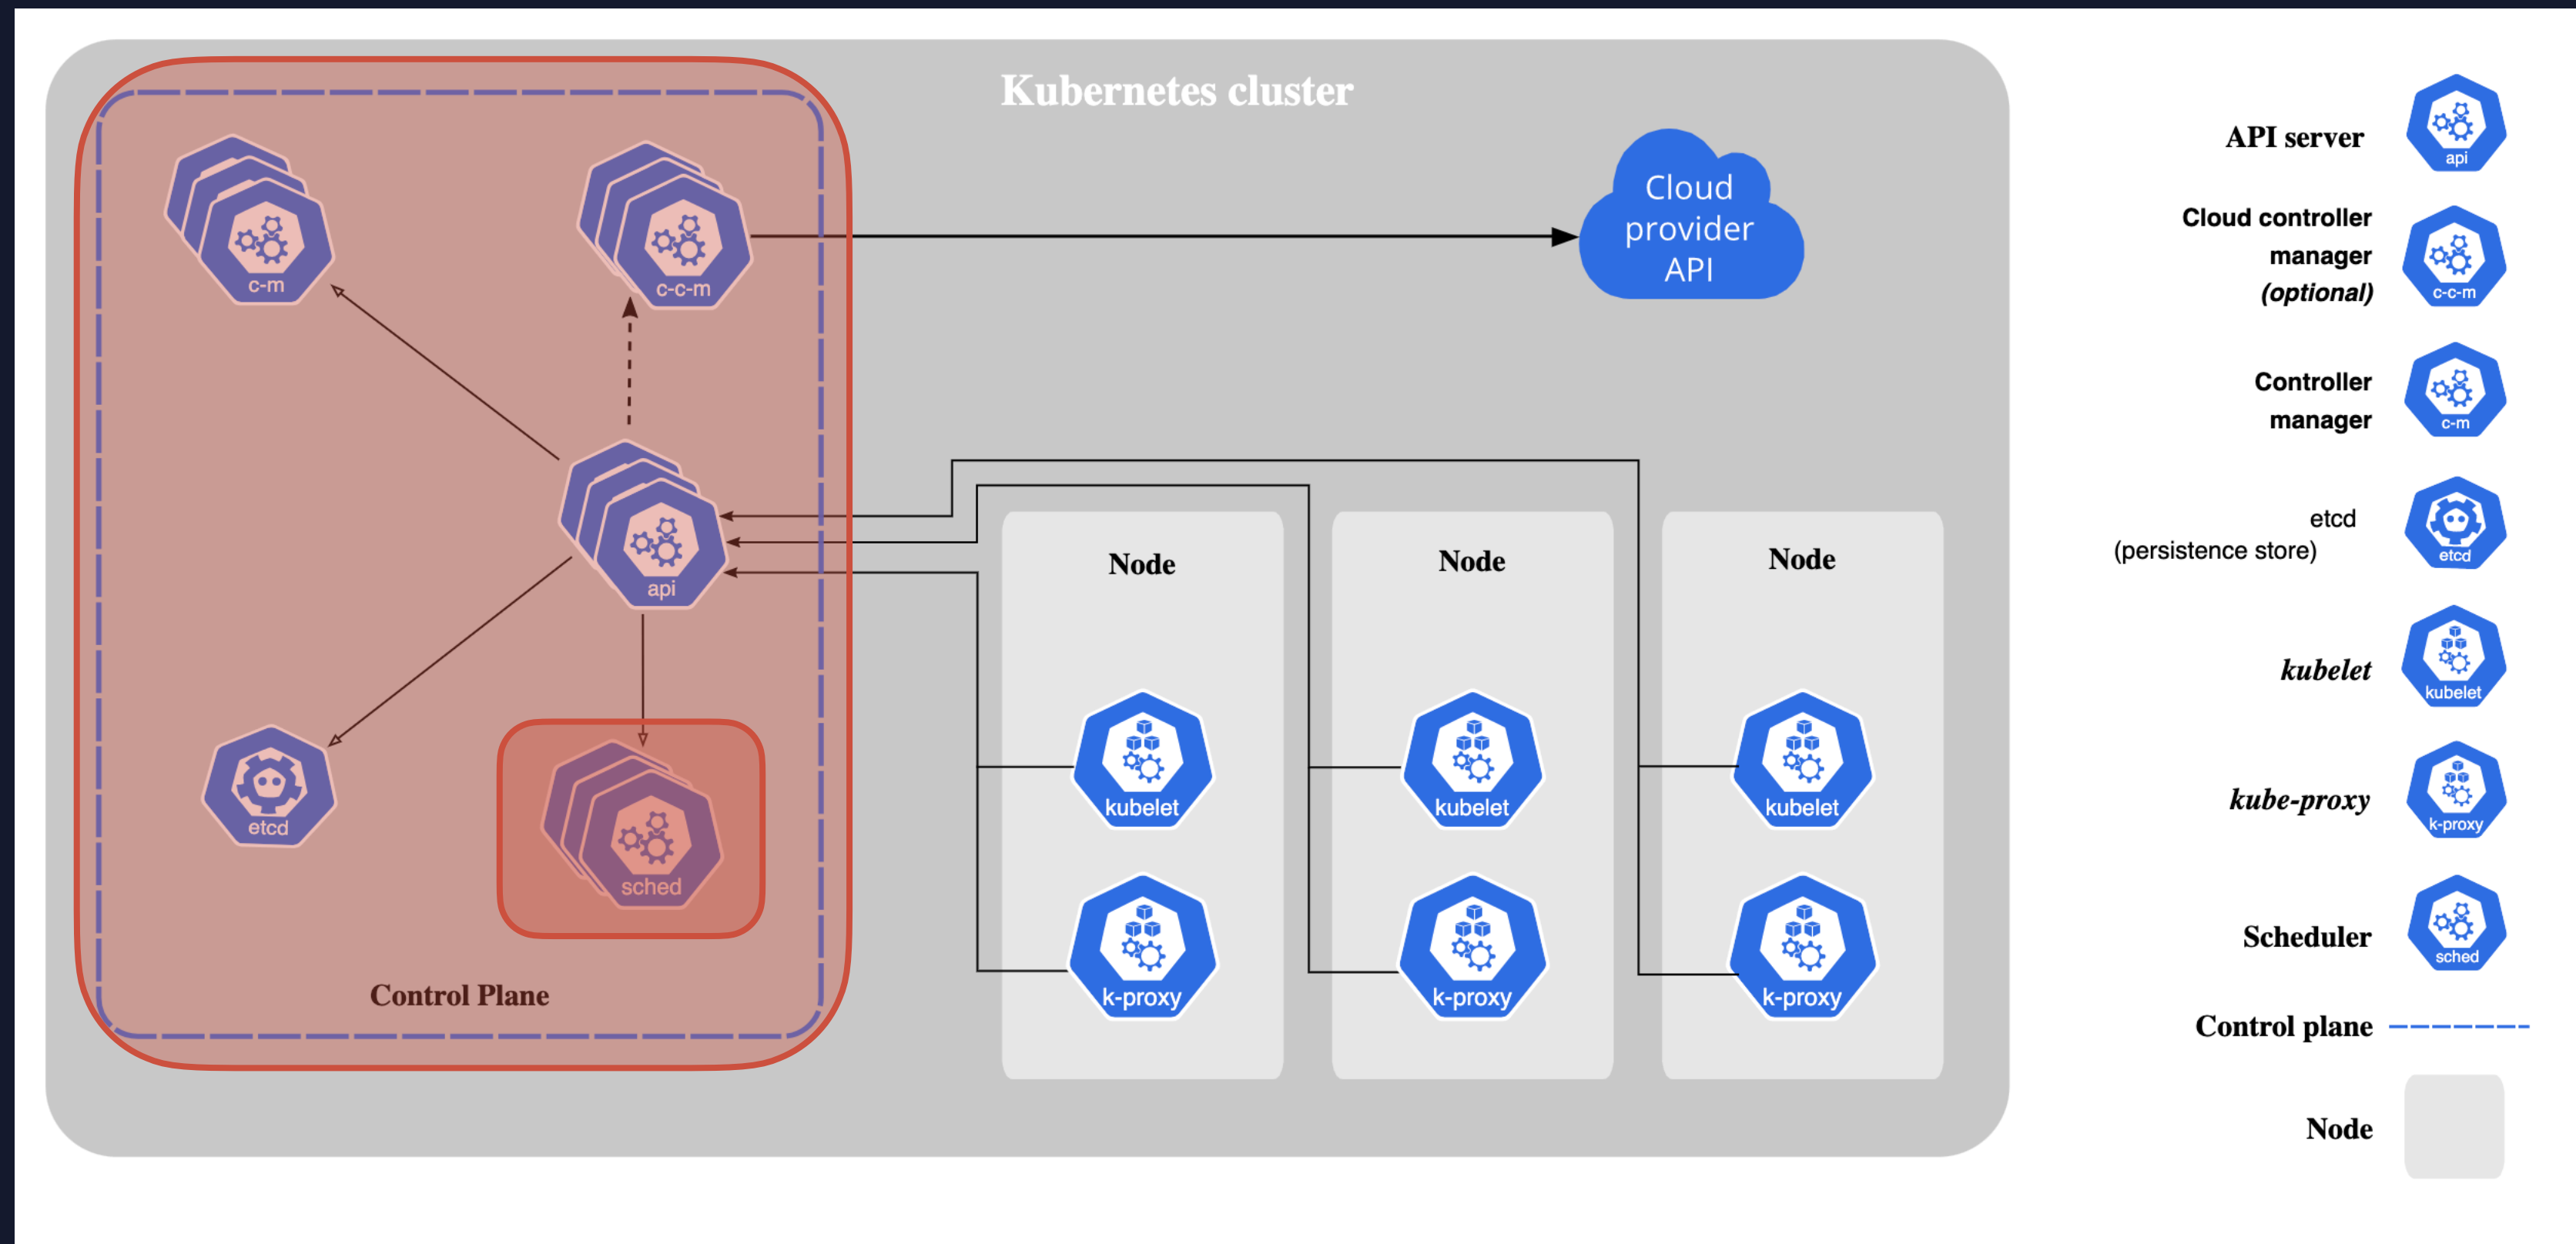 Kubernetes cluster
c-m
c-c-m
Cloud
provider
API
api
etcd
sched
Control Plane
Node
kubelet
k-proxy
Node
kubelet
k-proxy
Node
kubelet
k-proxy
API server
api
Cloud controller
manager
(optional)
c-c-m
Controller
manager
c-m
etcd
(persistence store)
etcd
kubelet
kubelet
kube-proxy
k-proxy
Scheduler
sched
Control plane
Node